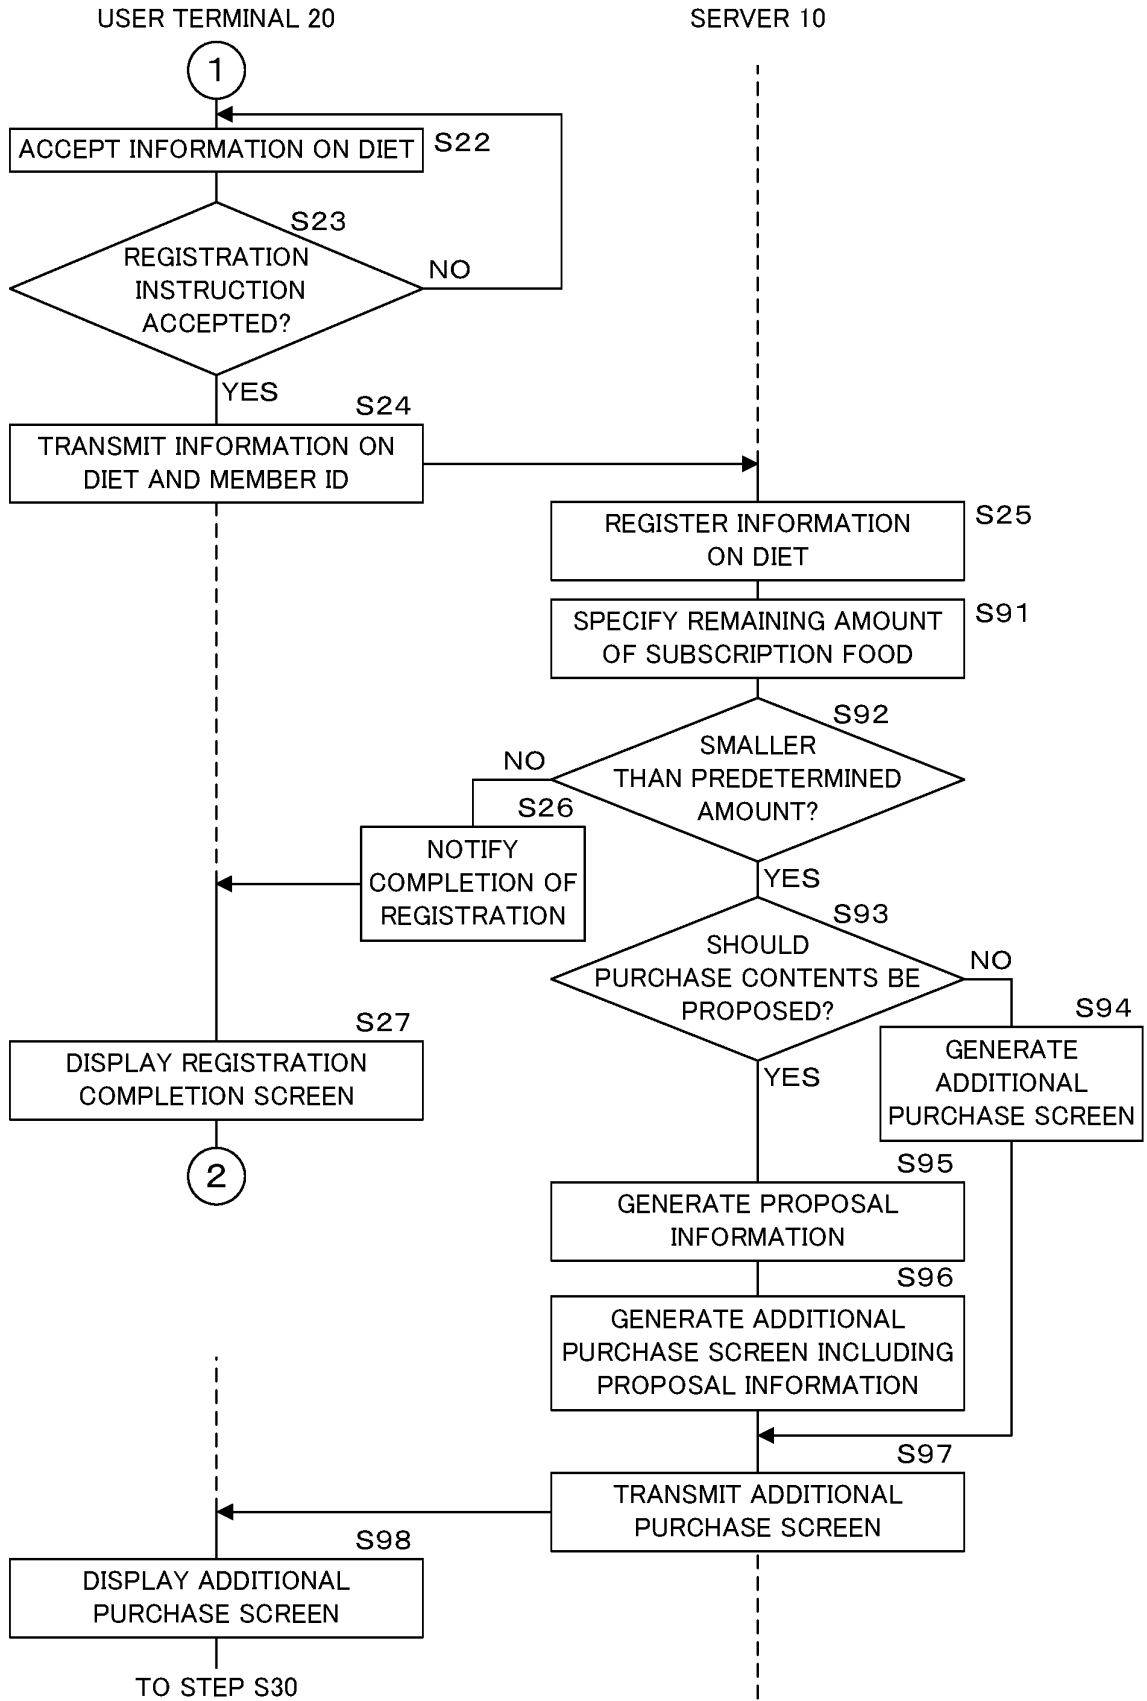 USER TERMINAL 20
SERVER 10
1
ACCEPT INFORMATION ON DIET
S22
S23
REGISTRATION
INSTRUCTION
ACCEPTED?
NO
YES
S24
TRANSMIT INFORMATION ON
DIET AND MEMBER ID
S25
REGISTER INFORMATION
ON DIET
S91
SPECIFY REMAINING AMOUNT
OF SUBSCRIPTION FOOD
S92
SMALLER
THAN PREDETERMINED
AMOUNT?
NO
S26
NOTIFY
COMPLETION OF
REGISTRATION
YES
S93
SHOULD
PURCHASE CONTENTS BE
PROPOSED?
NO
S94
GENERATE
ADDITIONAL
PURCHASE SCREEN
S27
DISPLAY REGISTRATION
COMPLETION SCREEN
2
YES
S95
GENERATE PROPOSAL
INFORMATION
S96
GENERATE ADDITIONAL
PURCHASE SCREEN INCLUDING
PROPOSAL INFORMATION
S97
TRANSMIT ADDITIONAL
PURCHASE SCREEN
S98
DISPLAY ADDITIONAL
PURCHASE SCREEN
TO STEP S30